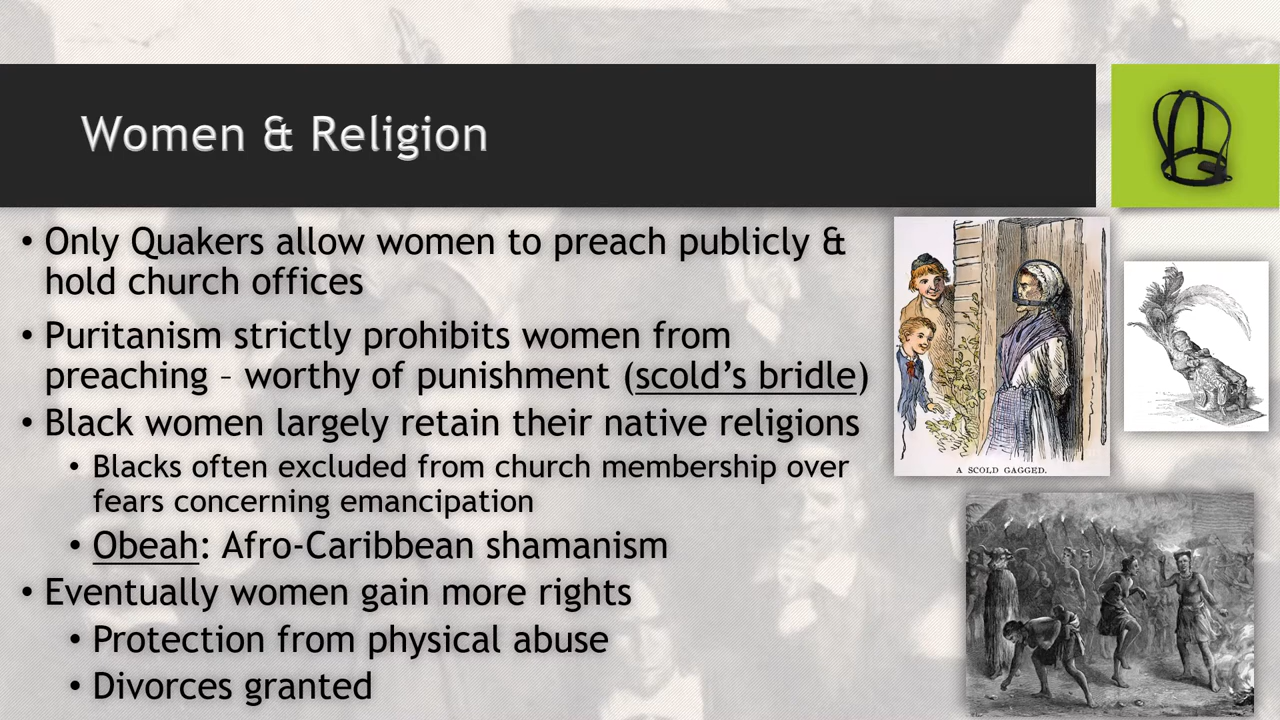 Women & Religion
• Only Quakers allow women to preach publicly &
hold church offices
• Puritanism strictly prohibits women from
preaching – worthy of punishment (scold’s bridle)
• Black women largely retain their native religions
• Blacks often excluded from church membership over
fears concerning emancipation
• Obeah: Afro-Caribbean shamanism
• Eventually women gain more rights
• Protection from physical abuse
• Divorces granted
A SCOLD GAGGED.